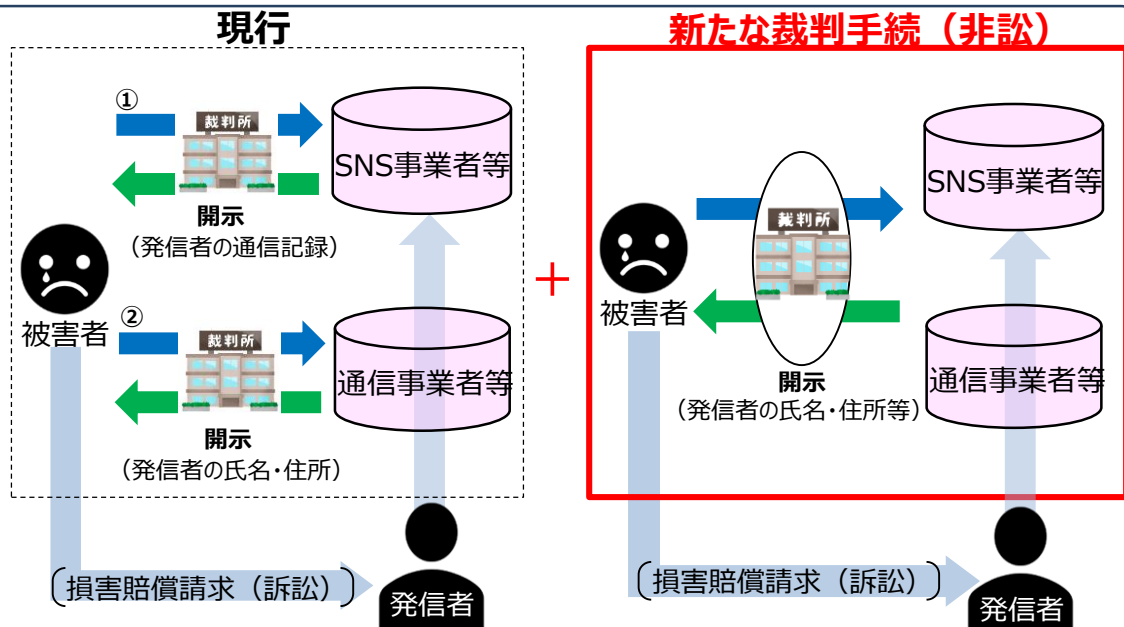 現行
①
裁判所
SNS事業者等
開示
（発信者の通信記録）
被害者
②
裁判所
通信事業者等
開示
（発信者の氏名・住所）
損害賠償請求（訴訟）
発信者
＋
新たな裁判手続（非訟）
裁判所
SNS事業者等
被害者
開示
（発信者の氏名・住所等）
通信事業者等
損害賠償請求（訴訟）
発信者